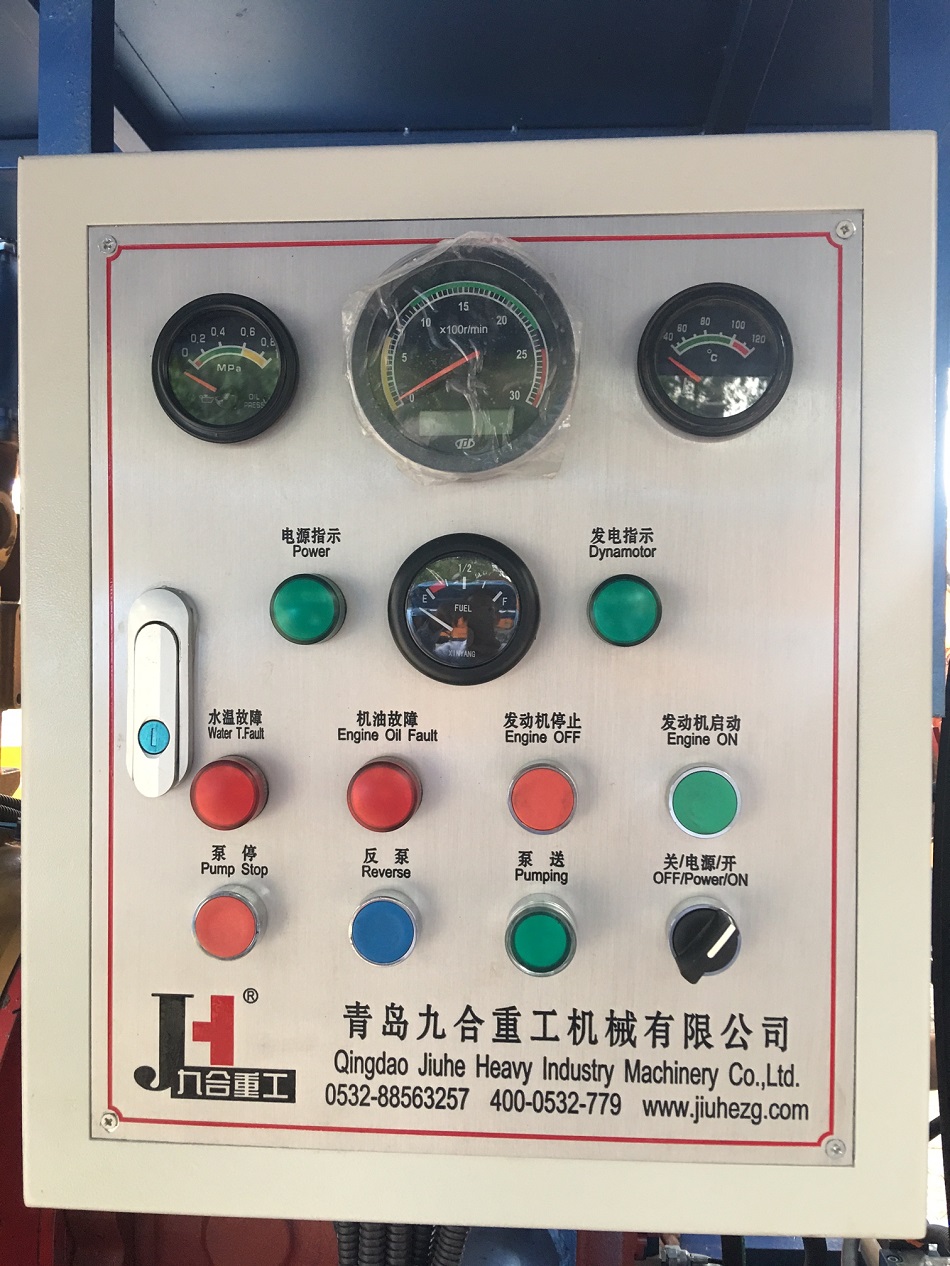 0 0,2 0,4 0,6 0,8
MPa
OIL
PRESS
0 5 10 15 20 25 30
x100r/min
40 60 80 100 120
°C
电源指示
Power
发电指示
Dynamotor
E 1/2 F
FUEL
XINYANG
水温故障
Water T.Fault
机油故障
Engine Oil Fault
发动机停止
Engine OFF
发动机启动
Engine ON
泵 停
Pump Stop
反 泵
Reverse
泵 送
Pumping
关/电源/开
OFF/Power/ON
JH®
九合重工
青岛九合重工机械有限公司
Qingdao Jiuhe Heavy Industry Machinery Co.,Ltd.
0532-88563257 400-0532-779 www.jiuhezg.com